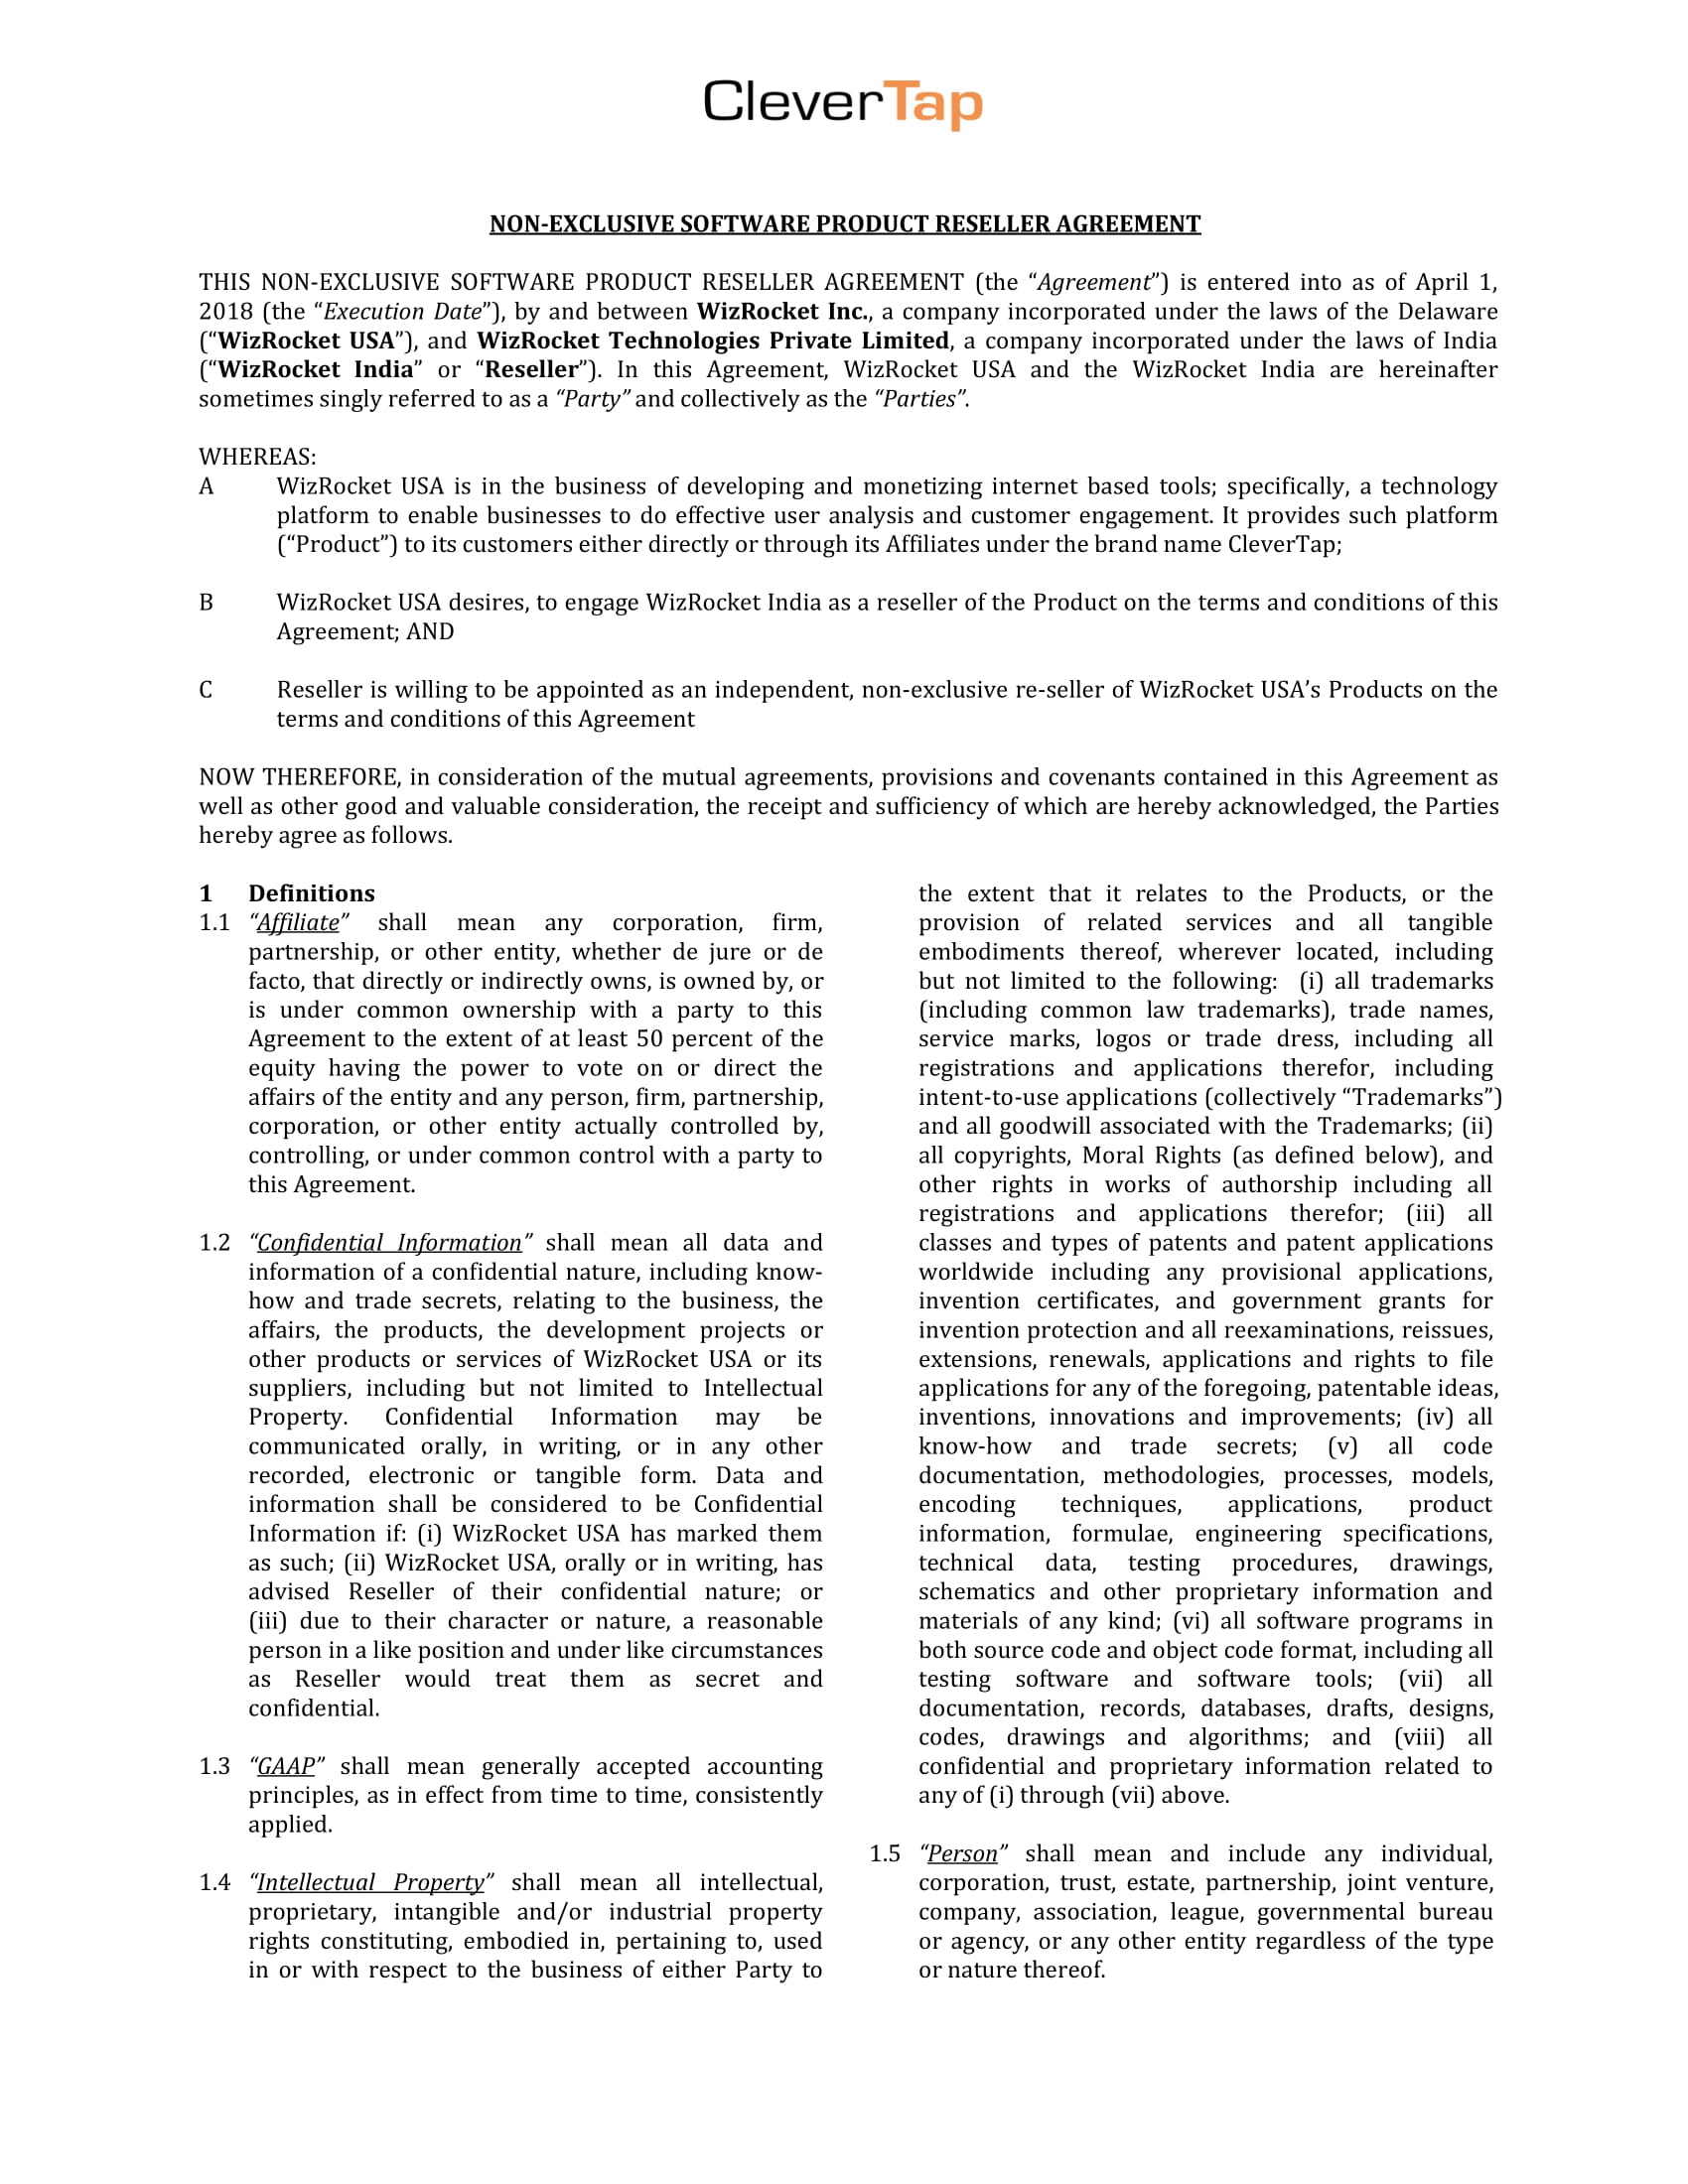 CleverTap
NON-EXCLUSIVE SOFTWARE PRODUCT RESELLER AGREEMENT
THIS NON-EXCLUSIVE SOFTWARE PRODUCT RESELLER AGREEMENT (the “Agreement”) is entered into as of April 1,
2018 (the “Execution Date”), by and between WizRocket Inc., a company incorporated under the laws of the Delaware
(“WizRocket USA”), and WizRocket Technologies Private Limited, a company incorporated under the laws of India
(“WizRocket India” or “Reseller”). In this Agreement, WizRocket USA and the WizRocket India are hereinafter
sometimes singly referred to as a “Party” and collectively as the “Parties”.
WHEREAS:
A WizRocket USA is in the business of developing and monetizing internet based tools; specifically, a technology
platform to enable businesses to do effective user analysis and customer engagement. It provides such platform
(“Product”) to its customers either directly or through its Affiliates under the brand name CleverTap;
B WizRocket USA desires, to engage WizRocket India as a reseller of the Product on the terms and conditions of this
Agreement; AND
C Reseller is willing to be appointed as an independent, non-exclusive re-seller of WizRocket USA’s Products on the
terms and conditions of this Agreement
NOW THEREFORE, in consideration of the mutual agreements, provisions and covenants contained in this Agreement as
well as other good and valuable consideration, the receipt and sufficiency of which are hereby acknowledged, the Parties
hereby agree as follows.
1 Definitions
1.1 “Affiliate” shall mean any corporation, firm,
partnership, or other entity, whether de jure or de
facto, that directly or indirectly owns, is owned by, or
is under common ownership with a party to this
Agreement to the extent of at least 50 percent of the
equity having the power to vote on or direct the
affairs of the entity and any person, firm, partnership,
corporation, or other entity actually controlled by,
controlling, or under common control with a party to
this Agreement.
1.2 “Confidential Information” shall mean all data and
information of a confidential nature, including know-
how and trade secrets, relating to the business, the
affairs, the products, the development projects or
other products or services of WizRocket USA or its
suppliers, including but not limited to Intellectual
Property. Confidential Information may be
communicated orally, in writing, or in any other
recorded, electronic or tangible form. Data and
information shall be considered to be Confidential
Information if: (i) WizRocket USA has marked them
as such; (ii) WizRocket USA, orally or in writing, has
advised Reseller of their confidential nature; or
(iii) due to their character or nature, a reasonable
person in a like position and under like circumstances
as Reseller would treat them as secret and
confidential.
1.3 “GAAP” shall mean generally accepted accounting
principles, as in effect from time to time, consistently
applied.
1.4 “Intellectual Property” shall mean all intellectual,
proprietary, intangible and/or industrial property
rights constituting, embodied in, pertaining to, used
in or with respect to the business of either Party to
the extent that it relates to the Products, or the
provision of related services and all tangible
embodiments thereof, wherever located, including
but not limited to the following: (i) all trademarks
(including common law trademarks), trade names,
service marks, logos or trade dress, including all
registrations and applications therefor, including
intent-to-use applications (collectively “Trademarks”)
and all goodwill associated with the Trademarks; (ii)
all copyrights, Moral Rights (as defined below), and
other rights in works of authorship including all
registrations and applications therefor; (iii) all
classes and types of patents and patent applications
worldwide including any provisional applications,
invention certificates, and government grants for
invention protection and all reexaminations, reissues,
extensions, renewals, applications and rights to file
applications for any of the foregoing, patentable ideas,
inventions, innovations and improvements; (iv) all
know-how and trade secrets; (v) all code
documentation, methodologies, processes, models,
encoding techniques, applications, product
information, formulae, engineering specifications,
technical data, testing procedures, drawings,
schematics and other proprietary information and
materials of any kind; (vi) all software programs in
both source code and object code format, including all
testing software and software tools; (vii) all
documentation, records, databases, drafts, designs,
codes, drawings and algorithms; and (viii) all
confidential and proprietary information related to
any of (i) through (vii) above.
1.5 “Person” shall mean and include any individual,
corporation, trust, estate, partnership, joint venture,
company, association, league, governmental bureau
or agency, or any other entity regardless of the type
or nature thereof.